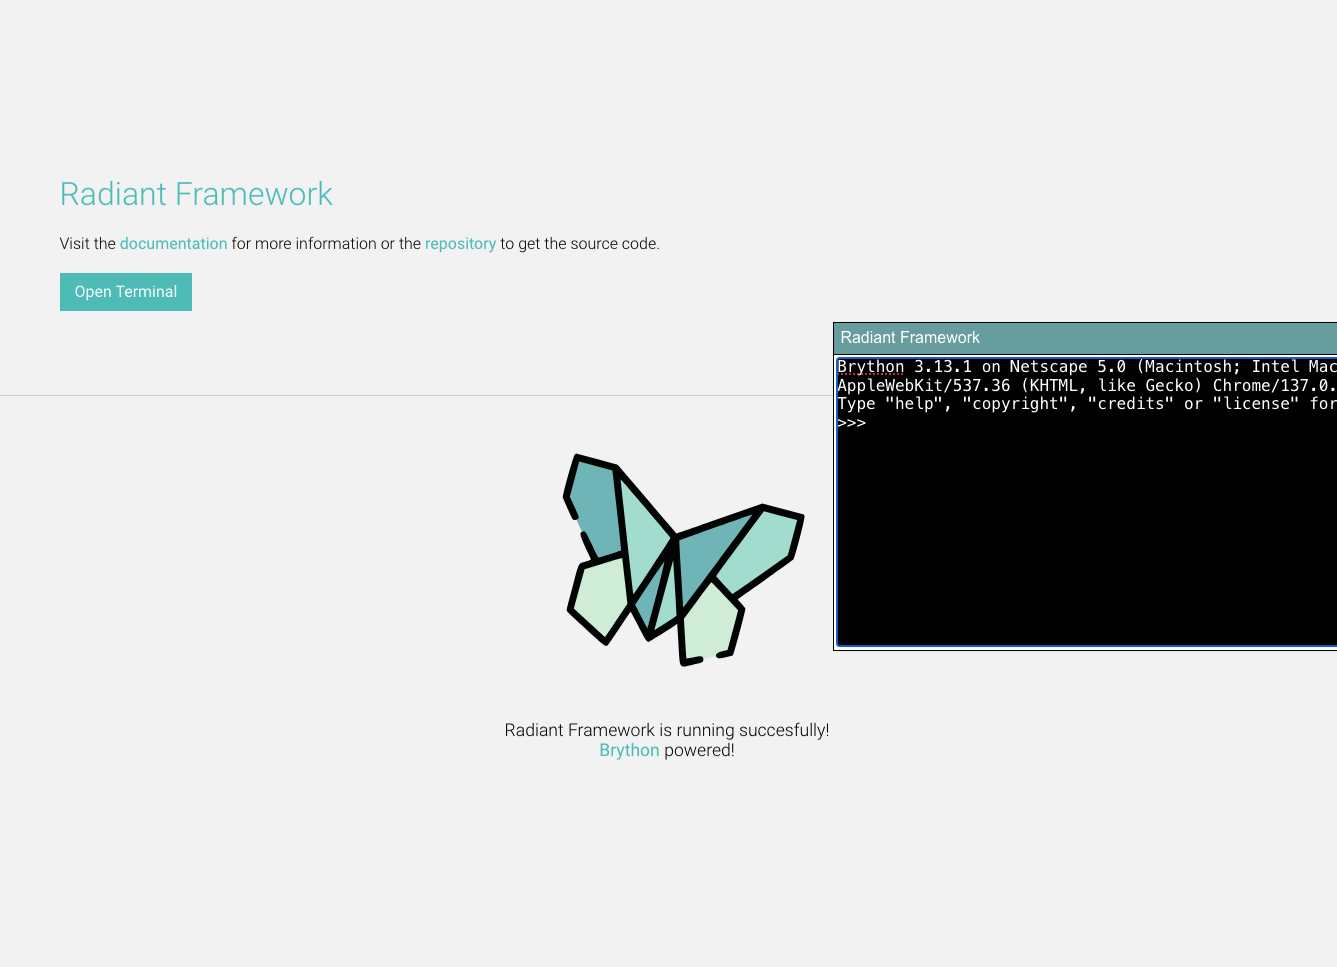 Radiant Framework
Visit the documentation for more information or the repository to get the source code.
Open Terminal
Radiant Framework
Brython 3.13.1 on Netscape 5.0 (Macintosh; Intel Mac
AppleWebKit/537.36 (KHTML, like Gecko) Chrome/137.0.
Type "help", "copyright", "credits" or "license" for
>>>
Radiant Framework is running succesfully!
Brython powered!